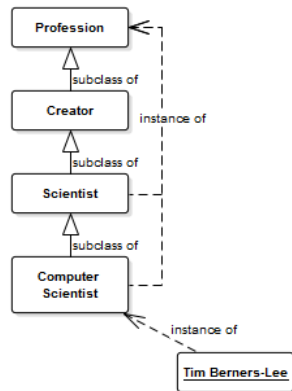 Profession
subclass of
Creator
instance of
subclass of
Scientist
subclass of
Computer
Scientist
instance of
Tim Berners-Lee